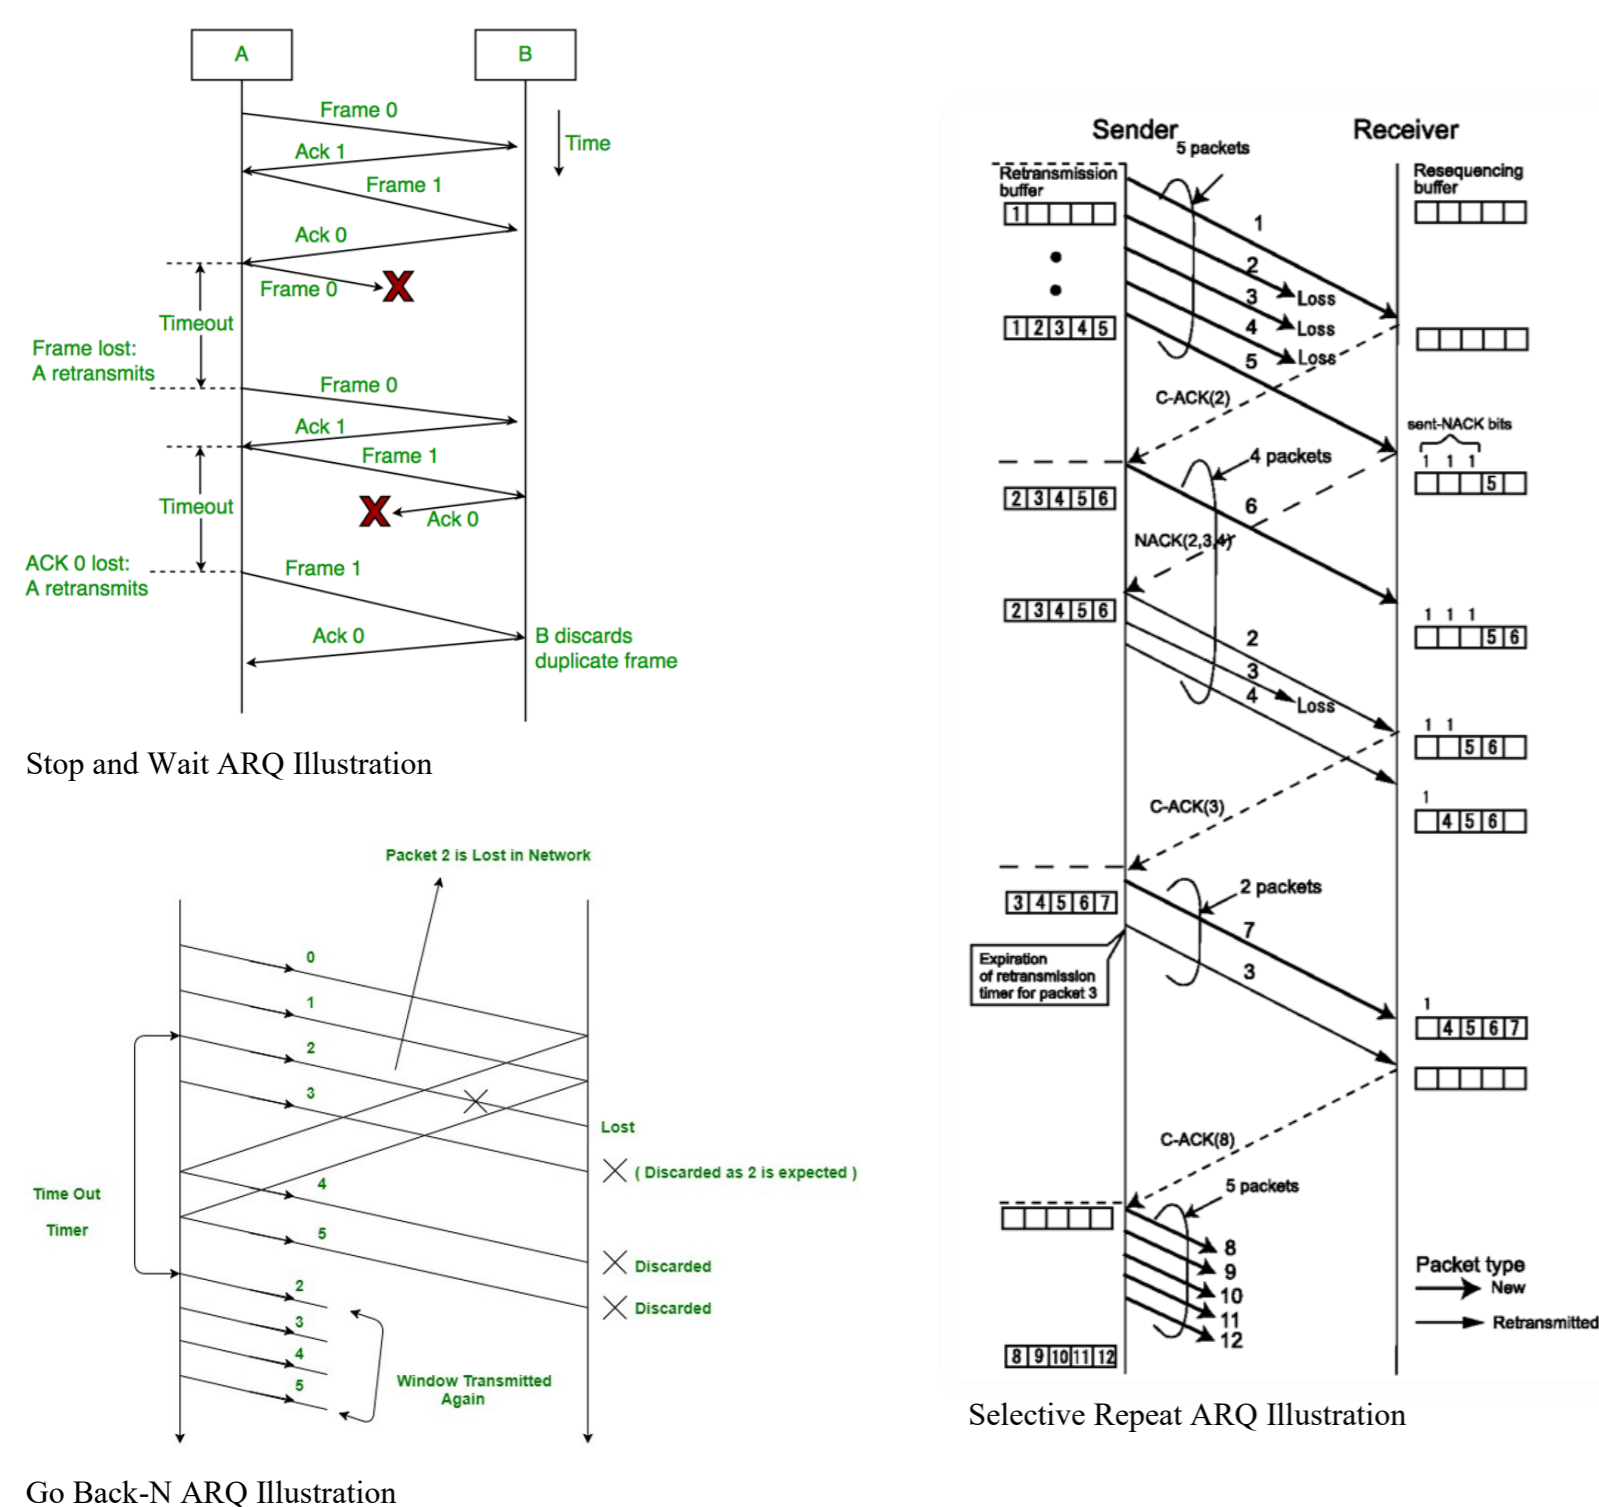 A
B
Frame 0
Time
Ack 1
Frame 1
Ack 0
Frame 0
Timeout
Frame lost:
A retransmits
Frame 0
Ack 1
Frame 1
Timeout
Ack 0
ACK 0 lost:
A retransmits
Frame 1
Ack 0
B discards
duplicate frame
Stop and Wait ARQ Illustration
Packet 2 is Lost in Network
0
1
2
3
Lost
( Discarded as 2 is expected )
4
Time Out
Timer
5
Discarded
Discarded
2
3
4
5
Window Transmitted
Again
Go Back-N ARQ Illustration
Sender
Receiver
5 packets
Retransmission
buffer
Resequencing
buffer
1
1
2
Loss
3
Loss
4
Loss
1 2 3 4 5
5
C-ACK(2)
sent-NACK bits
1 1 1
5
4 packets
2 3 4 5 6
6
NACK(2,3,4)
2 3 4 5 6
1 1 1
5 6
2
3
4
Loss
1 1
5 6
C-ACK(3)
1
4 5 6
2 packets
3 4 5 6 7
7
Expiration
of retransmission
timer for packet 3
3
1
4 5 6 7
C-ACK(8)
5 packets
8
9
10
11
12
8 9 10 11 12
Packet type
New
Retransmitted
Selective Repeat ARQ Illustration